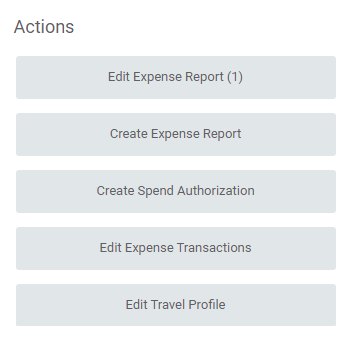 Actions
Edit Expense Report (1)
Create Expense Report
Create Spend Authorization
Edit Expense Transactions
Edit Travel Profile